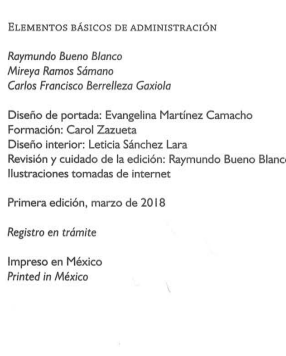 ELEMENTOS BÁSICOS DE ADMINISTRACIÓN
Raymundo Bueno Blanco
Mireya Ramos Sámano
Carlos Francisco Berrelleza Gaxiola
Diseño de portada: Evangelina Martínez Camacho
Formación: Carol Zazueta
Diseño interior: Leticia Sánchez Lara
Revisión y cuidado de la edición: Raymundo Bueno Blanc
Ilustraciones tomadas de internet
Primera edición, marzo de 2018
Registro en trámite
Impreso en México
Printed in México